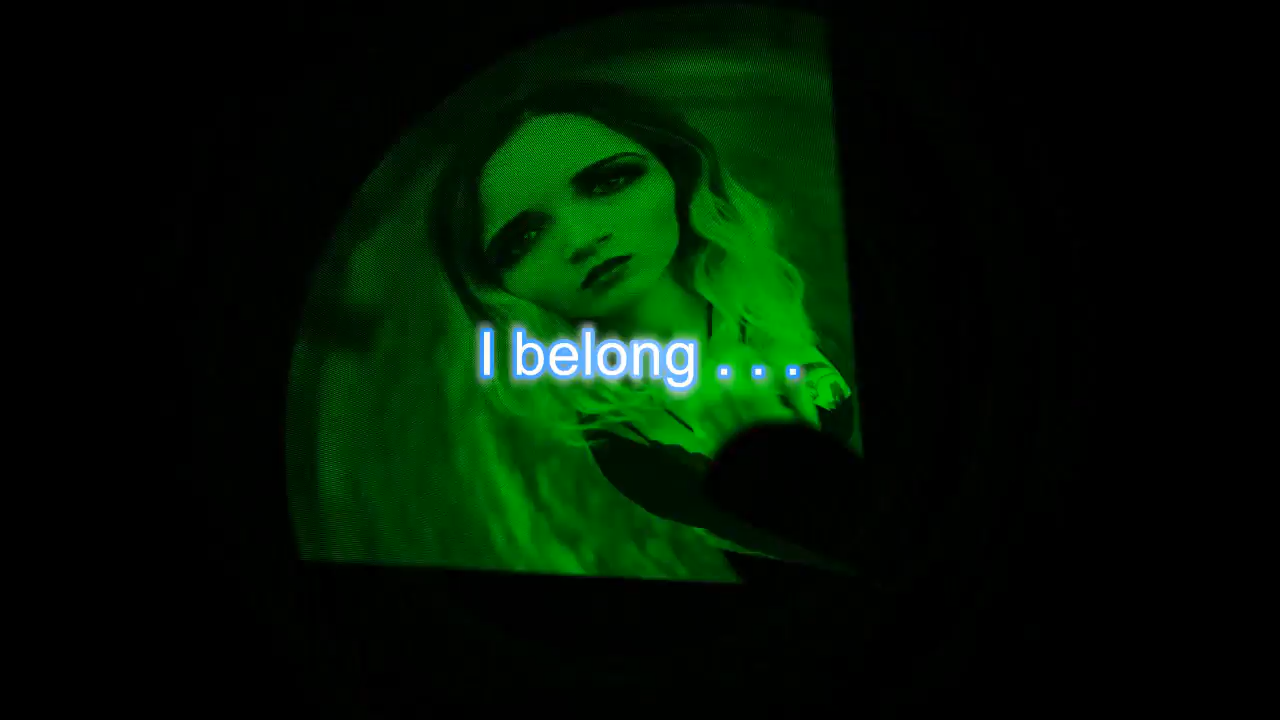 I belong . . .